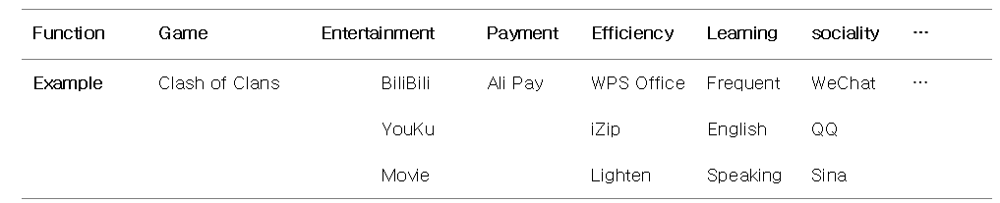 Function Game Entertainment Payment Efficiency Learning sociality ...
Example Clash of Clans BiliBili Ali Pay WPS Office Frequent WeChat ...
YouKu iZip English QQ
Movie Lighten Speaking Sina